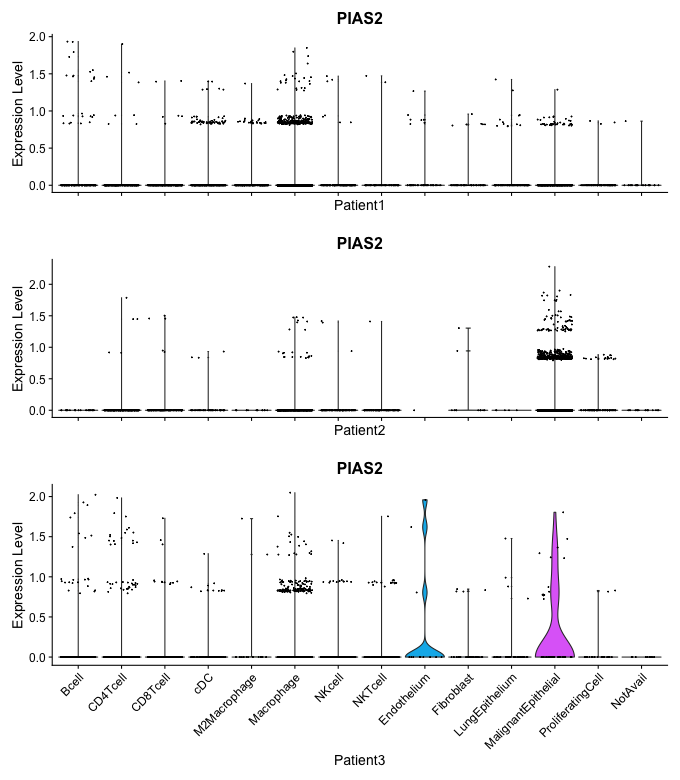 PIAS2
2.0
1.5
1.0
0.5
0.0
Expression Level
Patient1
PIAS2
2.0
1.5
1.0
0.5
0.0
Expression Level
Patient2
PIAS2
2.0
1.5
1.0
0.5
0.0
Expression Level
Bcell
CD4Tcell
CD8Tcell
cDC
M2Macrophage
Macrophage
NKcell
NKTcell
Endothelium
Fibroblast
LungEpithelium
MalignantEpithelial
ProliferatingCell
NotAvail
Patient3